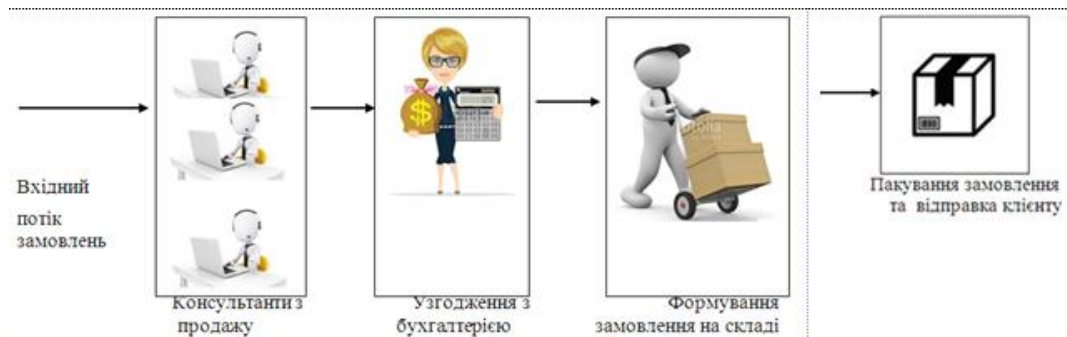 Вхідний
потік
замовлень
Консультанти з
продажу
Узгодження з
бухгалтерією
Формування
замовлення на складі
Пакування замовлення
та відправка клієнту